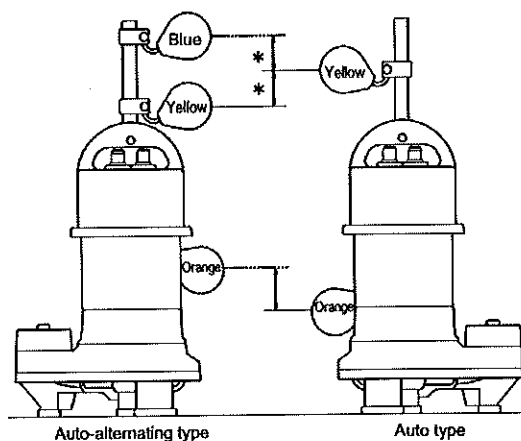 Blue
*
Yellow
*
Yellow
Orange
Orange
Auto-alternating type
Auto type